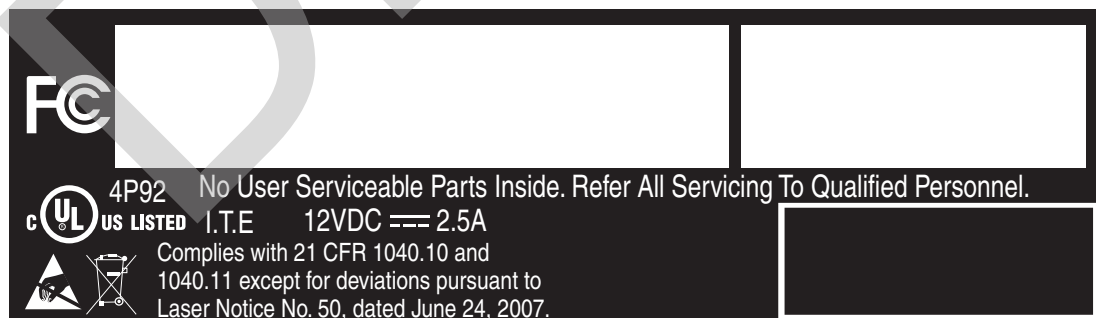 FC
4P92 No User Serviceable Parts Inside. Refer All Servicing To Qualified Personnel.
C UL US LISTED I.T.E 12VDC 2.5A
Complies with 21 CFR 1040.10 and
1040.11 except for deviations pursuant to
Laser Notice No. 50, dated June 24, 2007.